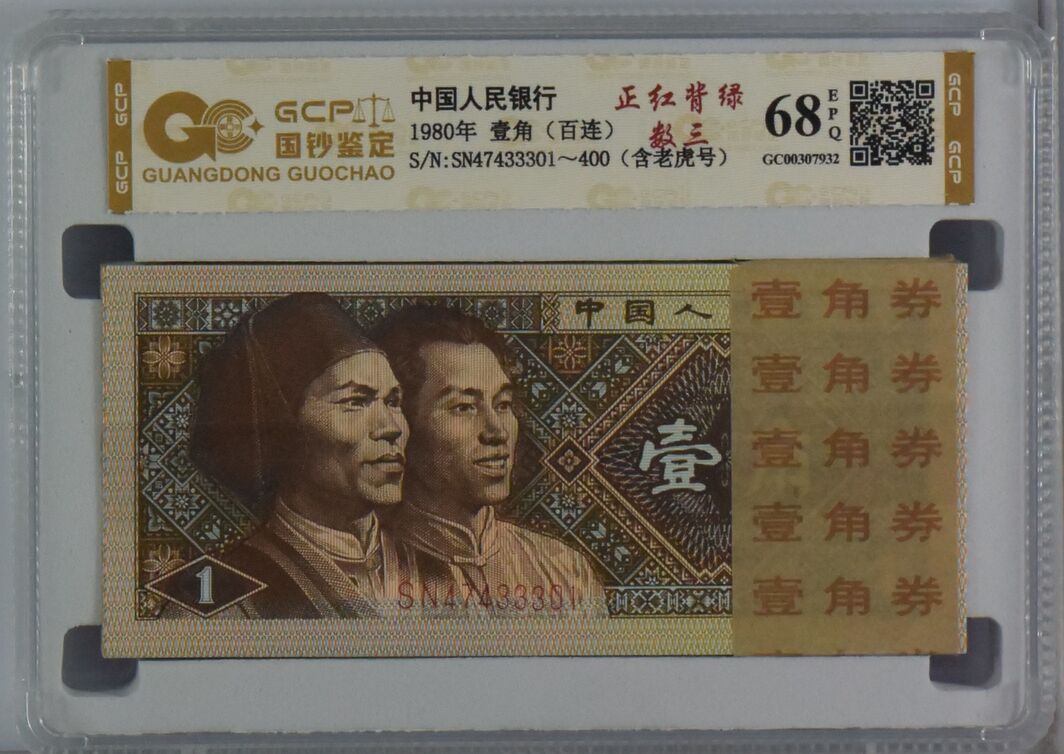 GCP
GCP
GCP
国钞鉴定
GUANGDONG GUOCHAO
中国人民银行
1980年 壹角（百连）
S/N:SN47433301～400（含老虎号）
正红背绿
数三
68 EPQ
GC00307932
GCP
GCP
中国人
壹角券
壹角券
壹
壹角券
壹角券
壹角券
1
SN47433301